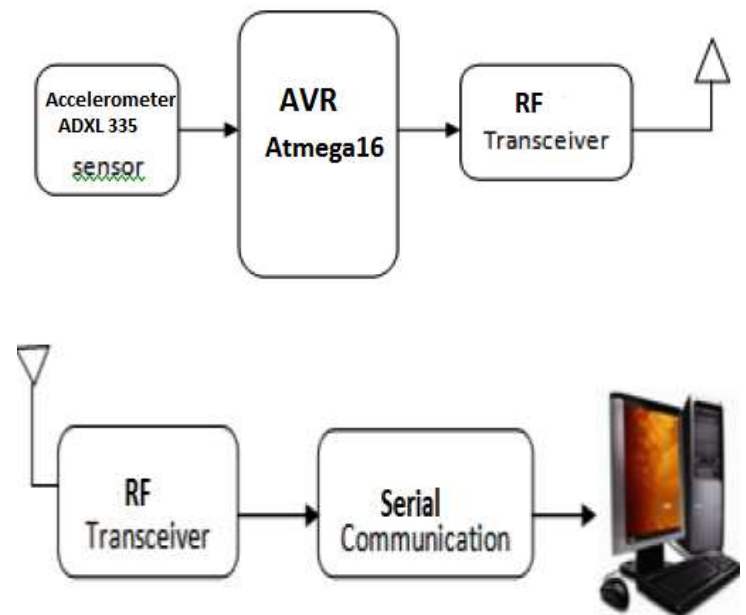 Accelerometer
ADXL 335
sensor
AVR
Atmega16
RF
Transceiver
RF
Transceiver
Serial
Communication